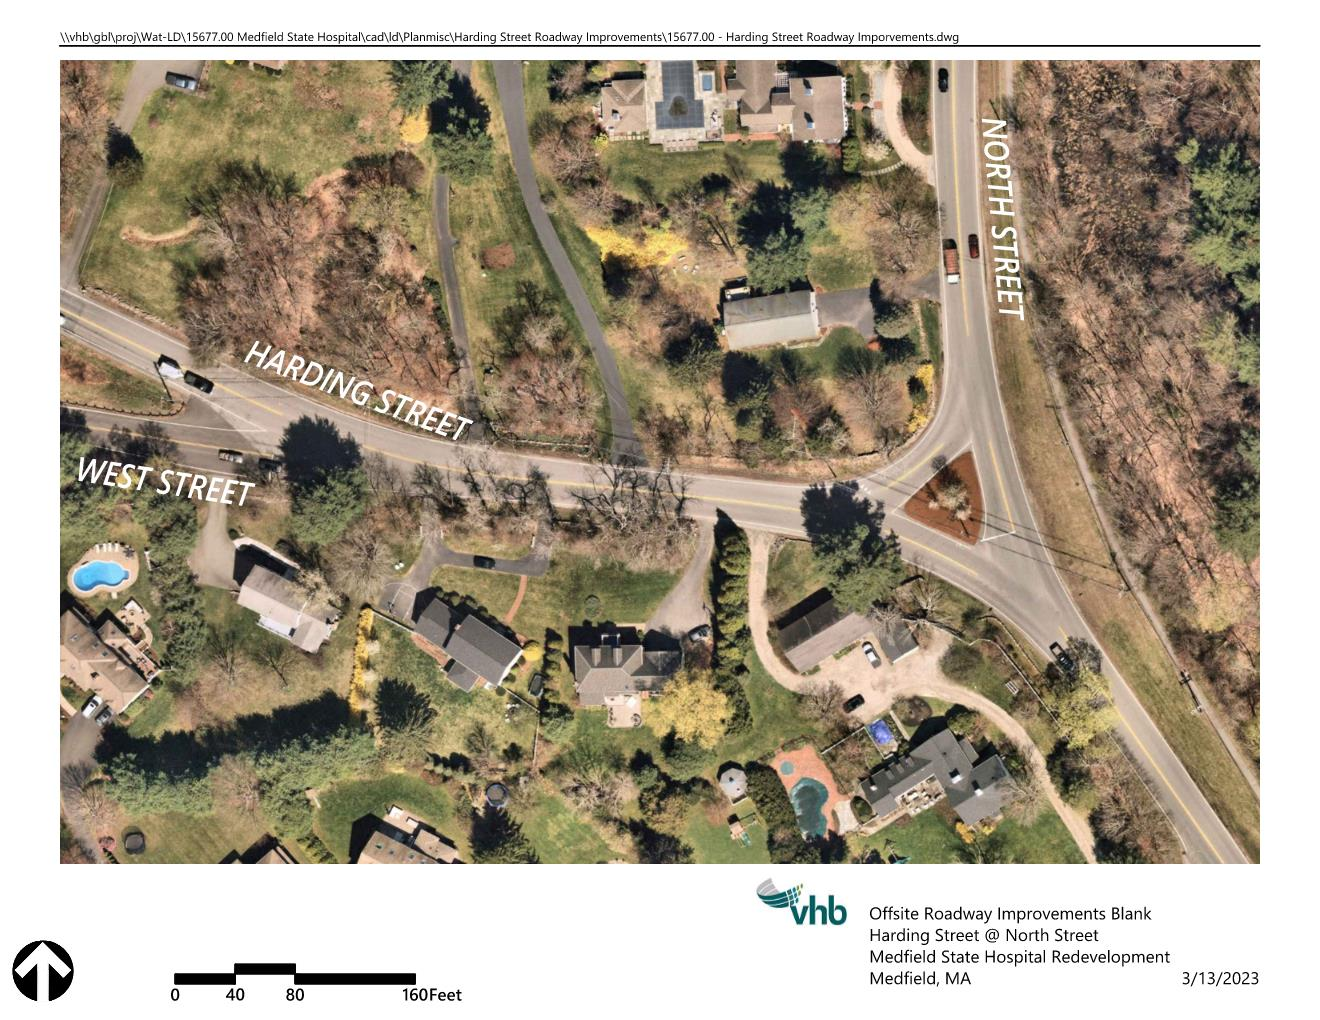 \\vhb\gbl\proj\Wat-LD\15677.00 Medfield State Hospital\cad\ld\Planmisc\Harding Street Roadway Improvements\15677.00 - Harding Street Roadway Imporvements.dwg
NORTH STREET
HARDING STREET
WEST STREET
vhb
Offsite Roadway Improvements Blank
Harding Street @ North Street
Medfield State Hospital Redevelopment
Medfield, MA 3/13/2023
0 40 80 160Feet